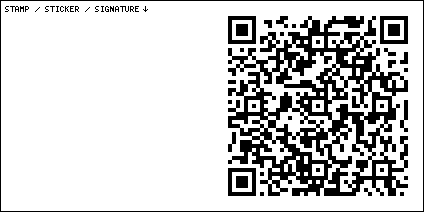 STAMP / STICKER / SIGNATURE ↓